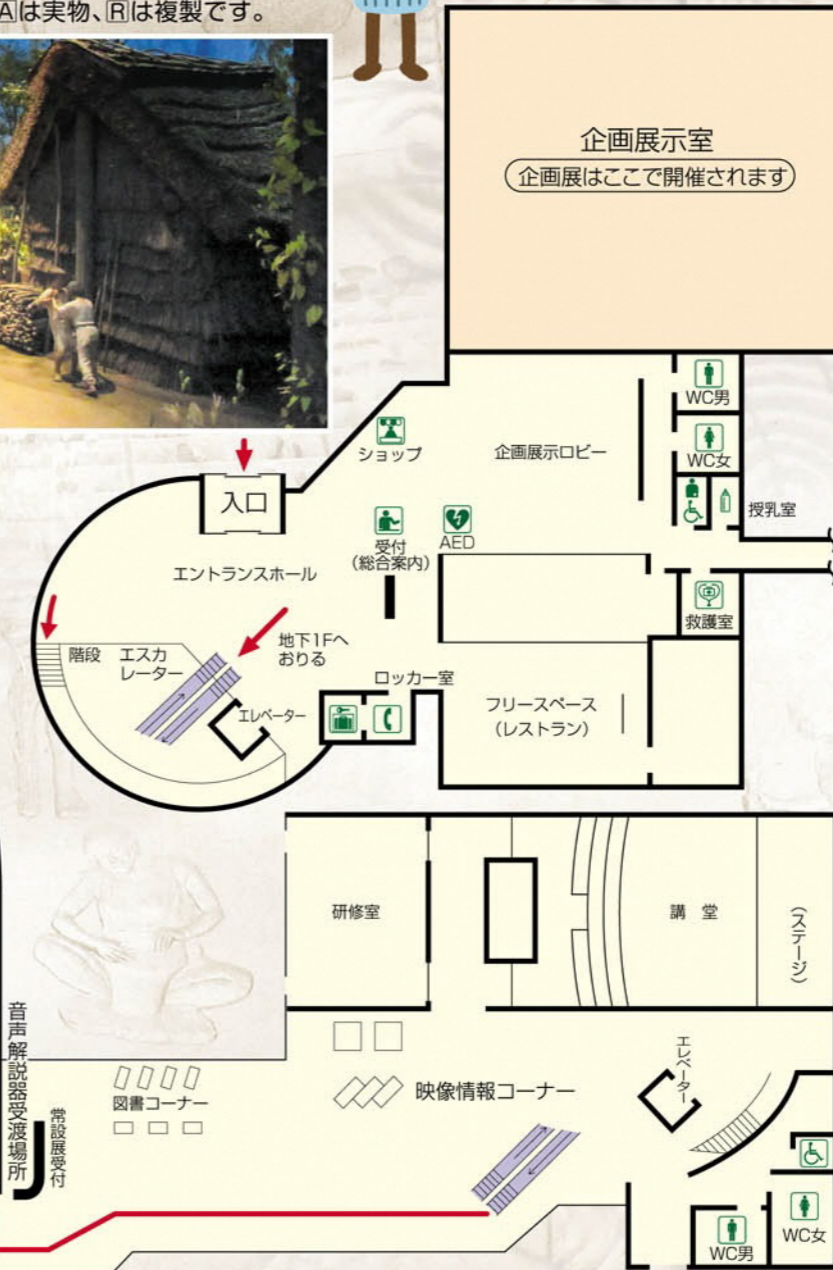 Aは実物、Rは複製です。
企画展示室
企画展はここで開催されます
WC男
ショップ
企画展示ロビー
WC女
入口
授乳室
受付
(総合案内)
AED
エントランスホール
救護室
地下1Fへ
おりる
階段
エスカ
レーター
ロッカー室
エレベーター
フリースペース
(レストラン)
研修室
講 堂
(ステージ)
音声解説器受渡場所
常設展受付
図書コーナー
映像情報コーナー
エレベーター
WC男
WC女